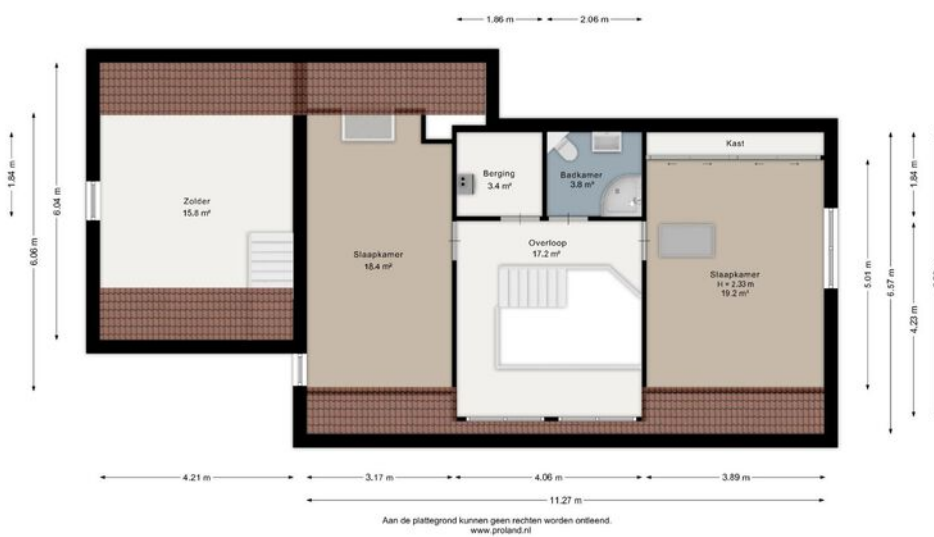 1.86 m
2.06 m
1.84 m
6.06 m
6.04 m
Zolder
15.8 m²
Slaapkamer
18.4 m²
Berging
3.4 m²
Badkamer
3.8 m²
Kast
Overloop
17.2 m²
Slaapkamer
H = 2.33 m
19.2 m²
5.01 m
6.57 m
1.84 m
4.23 m
4.21 m
3.17 m
4.06 m
3.89 m
11.27 m
Aan de plattegrond kunnen geen rechten worden ontleend.
www.proland.nl